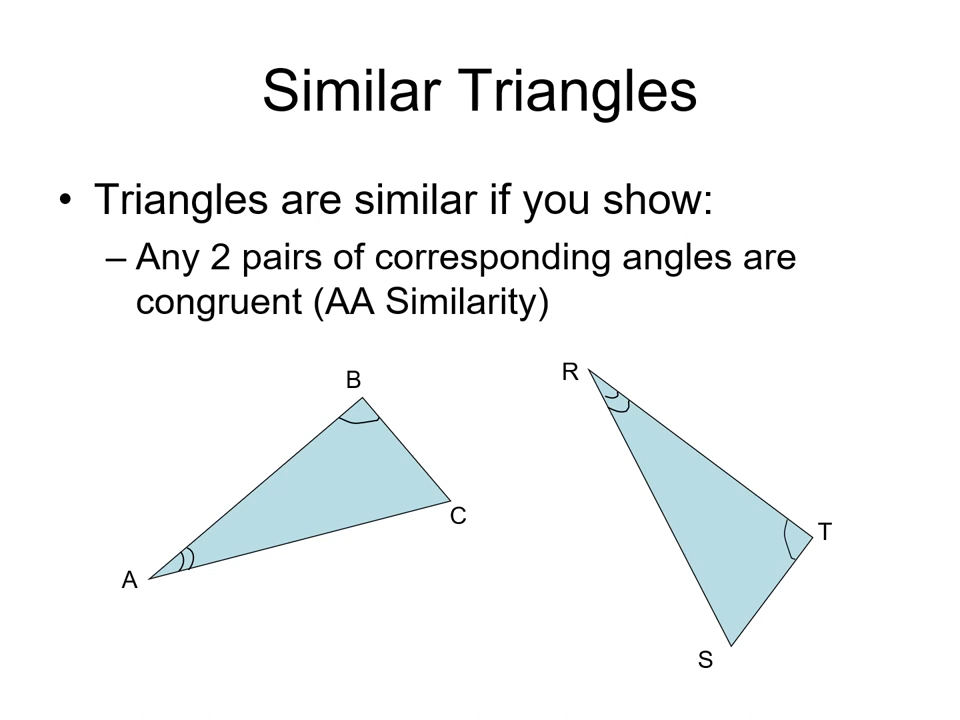 Similar Triangles
• Triangles are similar if you show:
– Any 2 pairs of corresponding angles are
congruent (AA Similarity)
R
B
C
T
A
S